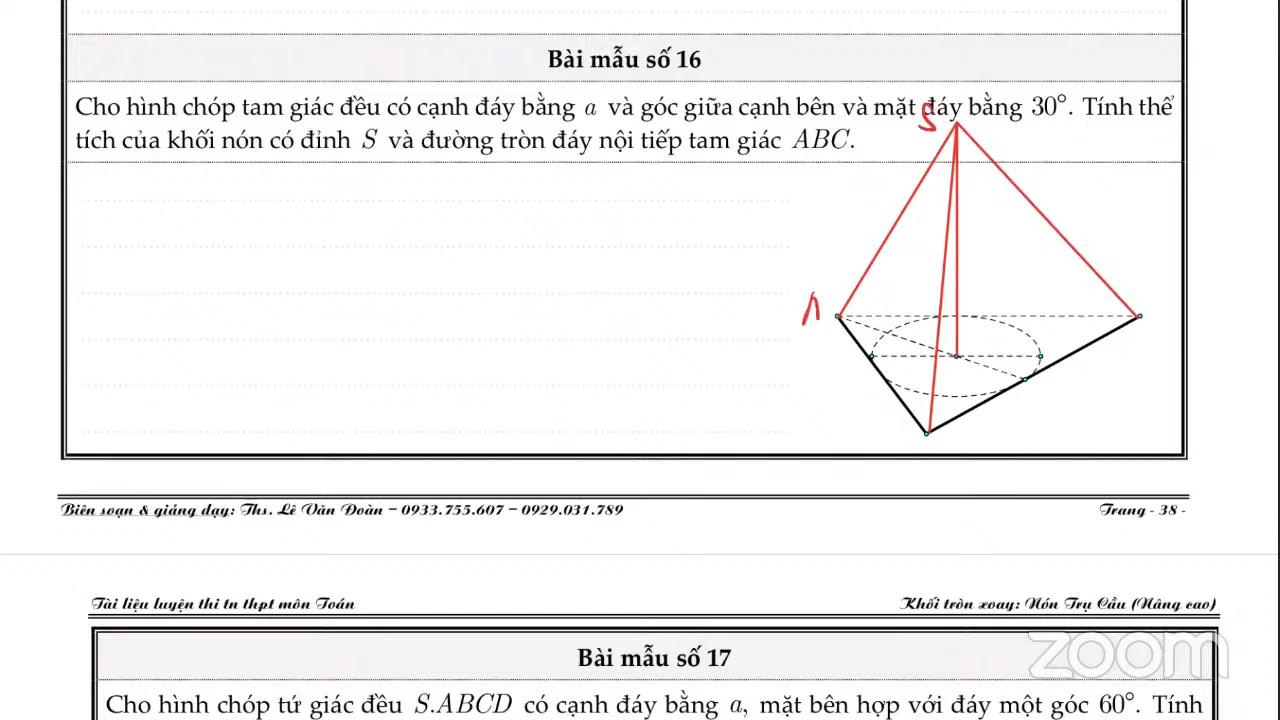 Bài mẫu số 16
Cho hình chóp tam giác đều có cạnh đáy bằng a và góc giữa cạnh bên và mặt đáy bằng 30°. Tính thể
tích của khối nón có đỉnh S và đường tròn đáy nội tiếp tam giác ABC.
S
A
Biên soạn & giảng dạy: Ths. Lê Văn Đoàn – 0933.755.607 – 0929.031.789
Trang - 38 -
Tài liệu luyện thi tn thpt môn Toán
Khối tròn xoay: Nón Trụ Cầu (Nâng cao)
zoom
Bài mẫu số 17
Cho hình chóp tứ giác đều S.ABCD có cạnh đáy bằng a, mặt bên hợp với đáy một góc 60°. Tính